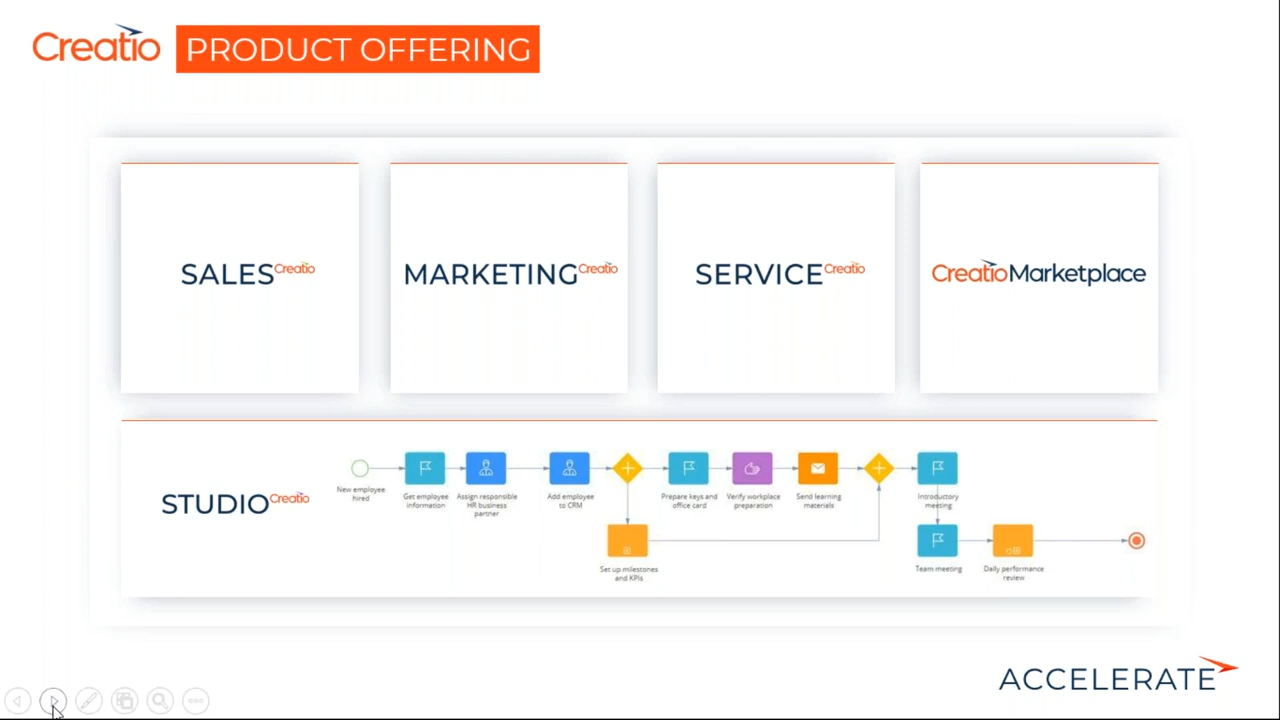 Creatio PRODUCT OFFERING
SALES Creatio
MARKETING Creatio
SERVICE Creatio
Creatio Marketplace
STUDIO Creatio
New employee
hired
Get employee
information
Assign responsible
HR business
partner
Add employee
to CRM
Prepare keys and
office card
Verify workplace
preparation
Send learning
materials
Introductory
meeting
Set up milestones
and KPIs
Team meeting
Daily performance
review
ACCELERATE